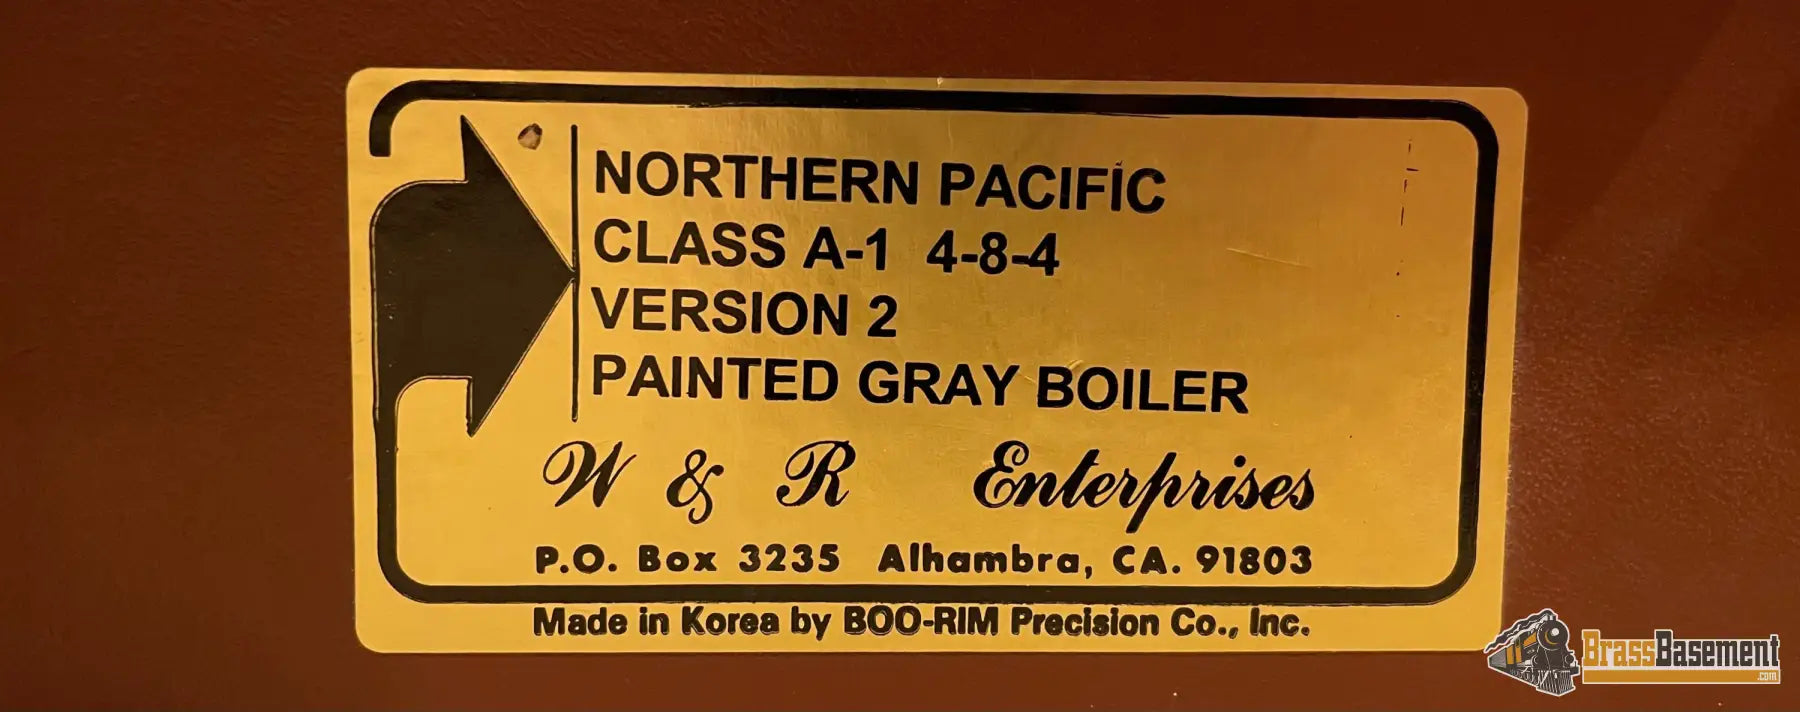 NORTHERN PACIFIC
CLASS A-1 4-8-4
VERSION 2
PAINTED GRAY BOILER
W & R Enterprises
P.O. Box 3235 Alhambra, CA. 91803
Made in Korea by BOO-RIM Precision Co., Inc.
BrassBasement
.com